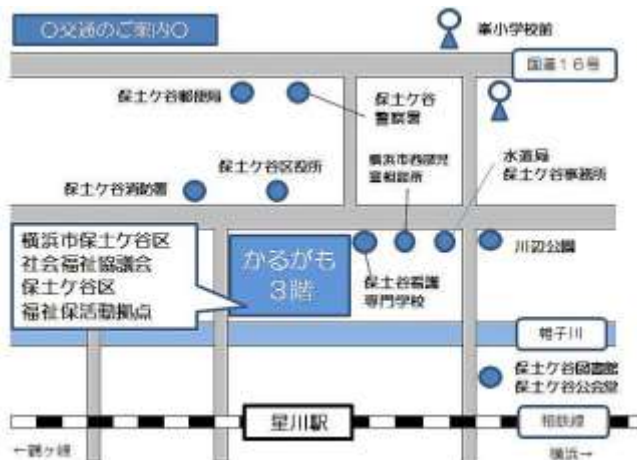 〇交通のご案内〇
峯小学校前
国道16号
保土ケ谷郵便局
保土ケ谷
警察署
横浜市西部児
童相談所
水道局
保土ケ谷事務所
保土ケ谷区役所
保土ケ谷消防署
横浜市保土ケ谷区
社会福祉協議会
保土ケ谷区
福祉保活動拠点
かるがも
3階
保土谷看護
専門学校
川辺公園
帷子川
保土ケ谷図書館
保土ケ谷公会堂
星川駅
相鉄線
←鶴ケ峰
横浜→